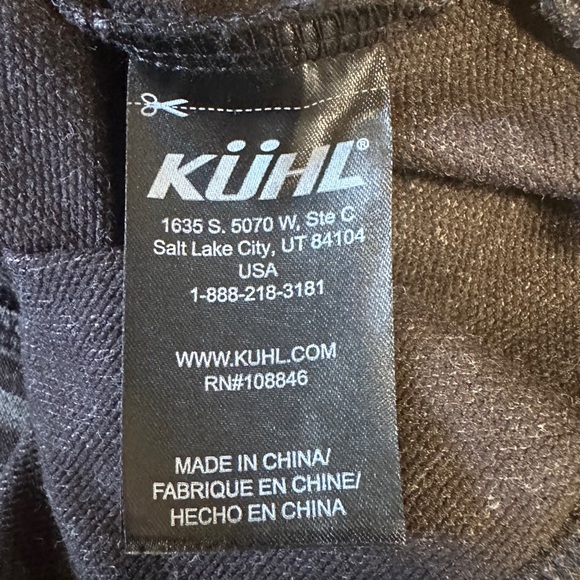 KÜHL®
1635 S. 5070 W, Ste C
Salt Lake City, UT 84104
USA
1-888-218-3181
WWW.KUHL.COM
RN#108846
MADE IN CHINA/
FABRIQUE EN CHINE/
HECHO EN CHINA